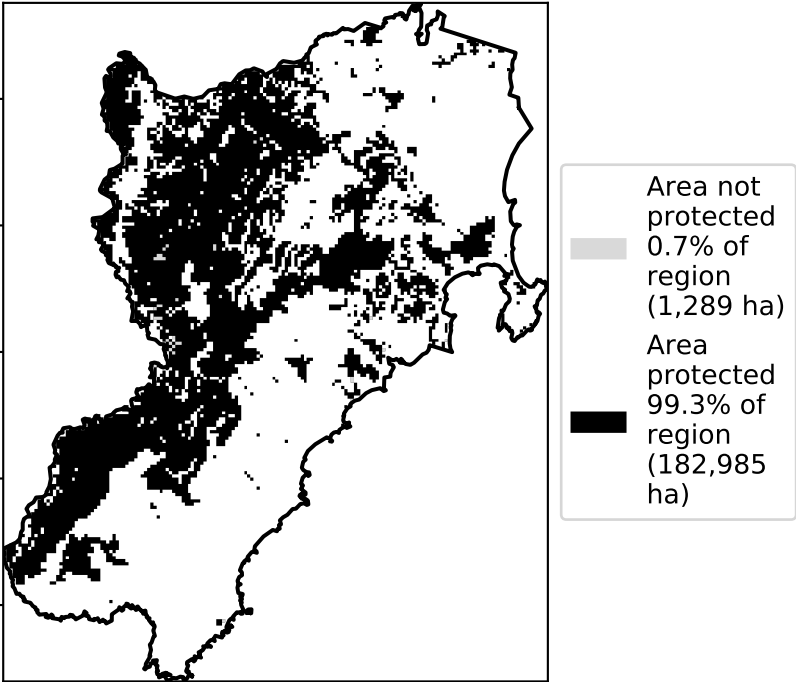 Area not
protected
0.7% of
region
(1,289 ha)
Area
protected
99.3% of
region
(182,985
ha)